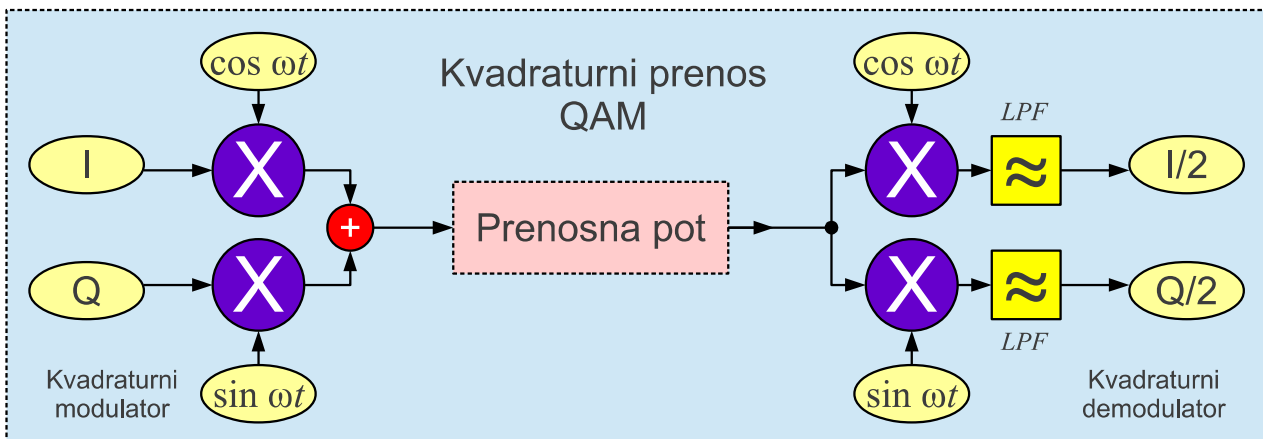 cos ωt
Kvadraturni prenos
QAM
cos ωt
LPF
I
X
X
≈
I/2
+
Prenosna pot
Q
X
X
≈
Q/2
LPF
Kvadraturni
modulator
sin ωt
sin ωt
Kvadraturni
demodulator